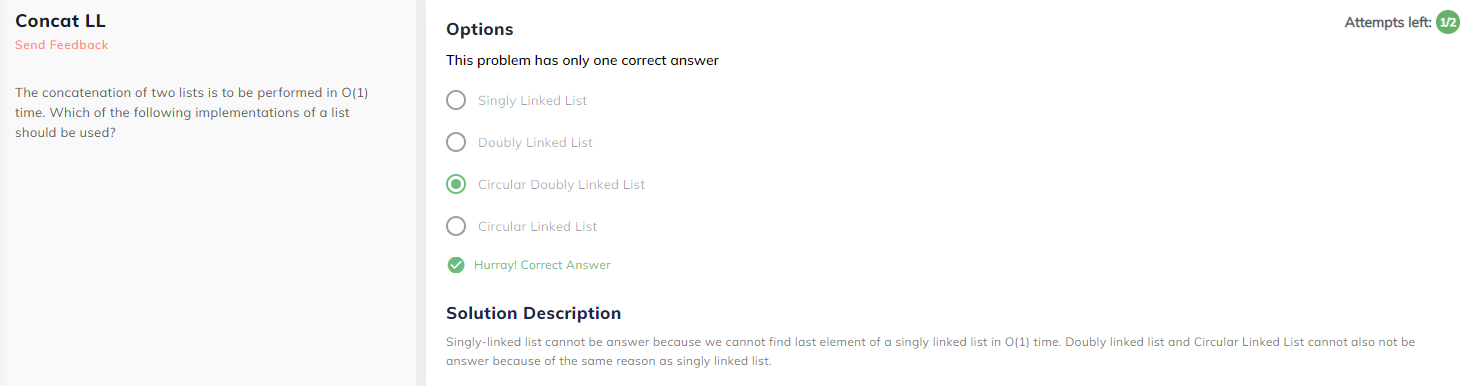 Concat LL
Send Feedback
The concatenation of two lists is to be performed in O(1)
time. Which of the following implementations of a list
should be used?
Options
Attempts left: 1/2
This problem has only one correct answer
Singly Linked List
Doubly Linked List
Circular Doubly Linked List
Circular Linked List
Hurray! Correct Answer
Solution Description
Singly-linked list cannot be answer because we cannot find last element of a singly linked list in O(1) time. Doubly linked list and Circular Linked List cannot also not be
answer because of the same reason as singly linked list.